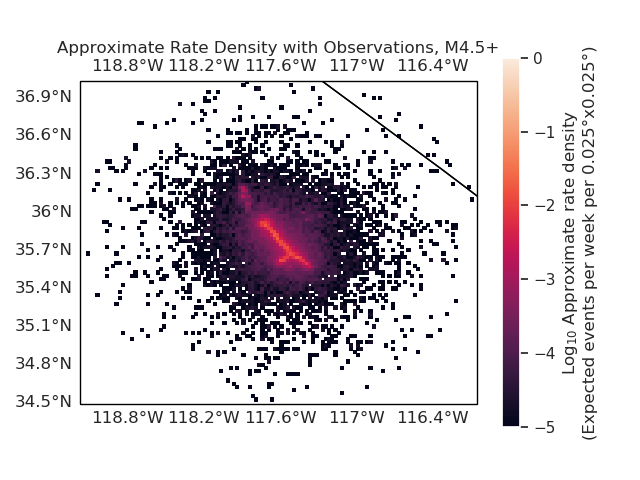 Approximate Rate Density with Observations, M4.5+
118.8°W 118.2°W 117.6°W 117°W 116.4°W
36.9°N
36.6°N
36.3°N
36°N
35.7°N
35.4°N
35.1°N
34.8°N
34.5°N
118.8°W 118.2°W 117.6°W 117°W 116.4°W
0
−1
−2
−3
−4
−5
Log₁₀ Approximate rate density
(Expected events per week per 0.025°x0.025°)